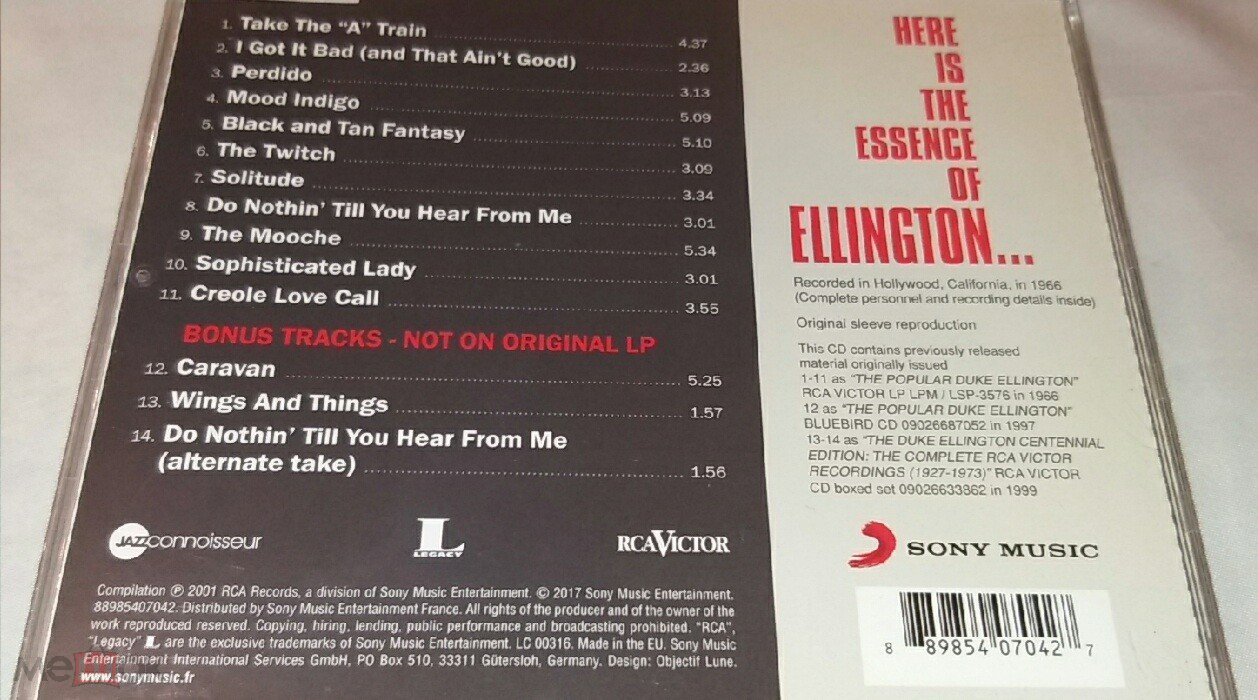 1. Take The "A" Train 4.37
2. I Got It Bad (and That Ain't Good) 2.36
3. Perdido 3.13
4. Mood Indigo 5.09
5. Black and Tan Fantasy 5.10
6. The Twitch 3.09
7. Solitude 3.34
8. Do Nothin' Till You Hear From Me 3.01
9. The Mooche 5.34
10. Sophisticated Lady 3.01
11. Creole Love Call 3.55
BONUS TRACKS - NOT ON ORIGINAL LP
12. Caravan 5.25
13. Wings And Things 1.57
14. Do Nothin' Till You Hear From Me
(alternate take) 1.56
JAZZconnoisseur
L
LEGACY
RCAVICTOR
Compilation ℗ 2001 RCA Records, a division of Sony Music Entertainment. © 2017 Sony Music Entertainment.
88985407042. Distributed by Sony Music Entertainment France. All rights of the producer and of the owner of the
work reproduced reserved. Copying, hiring, lending, public performance and broadcasting prohibited. "RCA",
"Legacy" L are the exclusive trademarks of Sony Music Entertainment. LC 00316. Made in the EU. Sony Music
Entertainment International Services GmbH, PO Box 510, 33311 Gütersloh, Germany. Design: Objectif Lune.
www.sonymusic.fr
HERE
IS
THE
ESSENCE
OF
ELLINGTON...
Recorded in Hollywood, California, in 1966
(Complete personnel and recording details inside)
Original sleeve reproduction
This CD contains previously released
material originally issued
1-11 as "THE POPULAR DUKE ELLINGTON"
RCA VICTOR LP LPM / LSP-3576 in 1966
12 as "THE POPULAR DUKE ELLINGTON"
BLUEBIRD CD 09026687052 in 1997
13-14 as "THE DUKE ELLINGTON CENTENNIAL
EDITION: THE COMPLETE RCA VICTOR
RECORDINGS (1927-1973)" RCA VICTOR
CD boxed set 09026633862 in 1999
SONY MUSIC
8 89854 07042 7